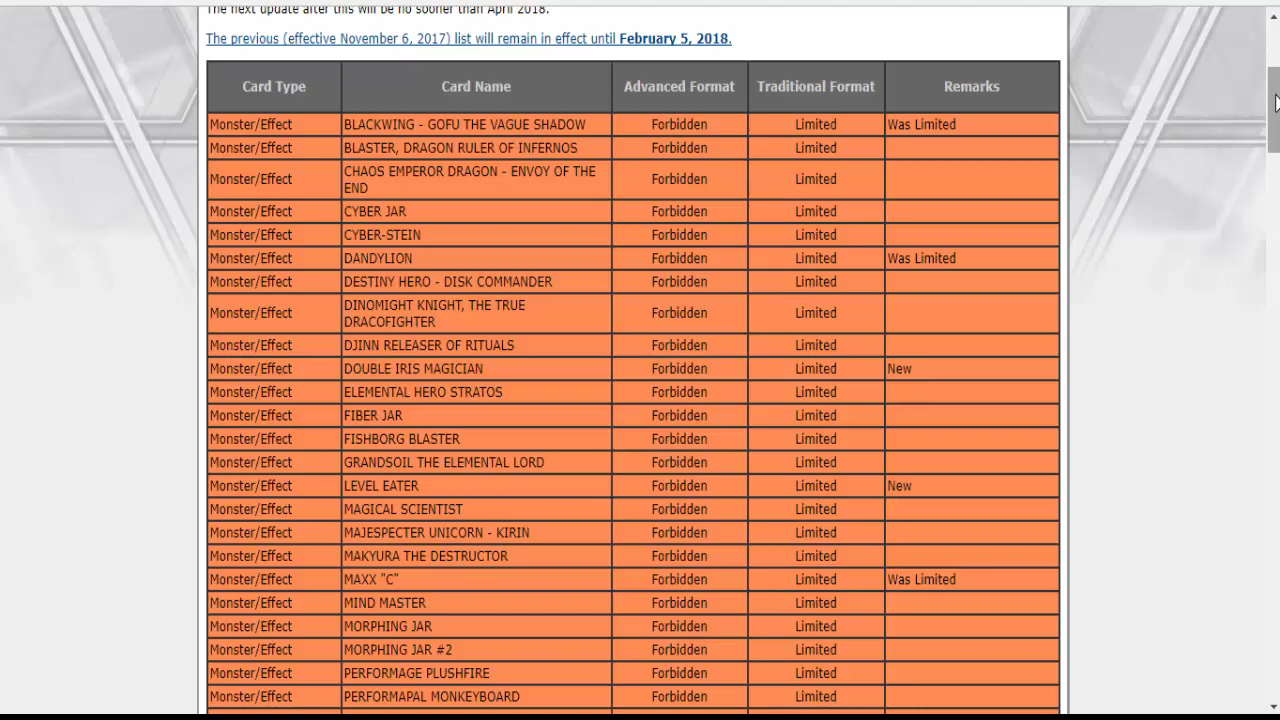 The next update after this will be no sooner than April 2018.
The previous (effective November 6, 2017) list will remain in effect until February 5, 2018.
Card Type Card Name Advanced Format Traditional Format Remarks
Monster/Effect BLACKWING - GOFU THE VAGUE SHADOW Forbidden Limited Was Limited
Monster/Effect BLASTER, DRAGON RULER OF INFERNOS Forbidden Limited
Monster/Effect CHAOS EMPEROR DRAGON - ENVOY OF THE
END Forbidden Limited
Monster/Effect CYBER JAR Forbidden Limited
Monster/Effect CYBER-STEIN Forbidden Limited
Monster/Effect DANDYLION Forbidden Limited Was Limited
Monster/Effect DESTINY HERO - DISK COMMANDER Forbidden Limited
Monster/Effect DINOMIGHT KNIGHT, THE TRUE
DRACOFIGHTER Forbidden Limited
Monster/Effect DJINN RELEASER OF RITUALS Forbidden Limited
Monster/Effect DOUBLE IRIS MAGICIAN Forbidden Limited New
Monster/Effect ELEMENTAL HERO STRATOS Forbidden Limited
Monster/Effect FIBER JAR Forbidden Limited
Monster/Effect FISHBORG BLASTER Forbidden Limited
Monster/Effect GRANDSOIL THE ELEMENTAL LORD Forbidden Limited
Monster/Effect LEVEL EATER Forbidden Limited New
Monster/Effect MAGICAL SCIENTIST Forbidden Limited
Monster/Effect MAJESPECTER UNICORN - KIRIN Forbidden Limited
Monster/Effect MAKYURA THE DESTRUCTOR Forbidden Limited
Monster/Effect MAXX "C" Forbidden Limited Was Limited
Monster/Effect MIND MASTER Forbidden Limited
Monster/Effect MORPHING JAR Forbidden Limited
Monster/Effect MORPHING JAR #2 Forbidden Limited
Monster/Effect PERFORMAGE PLUSHFIRE Forbidden Limited
Monster/Effect PERFORMAPAL MONKEYBOARD Forbidden Limited